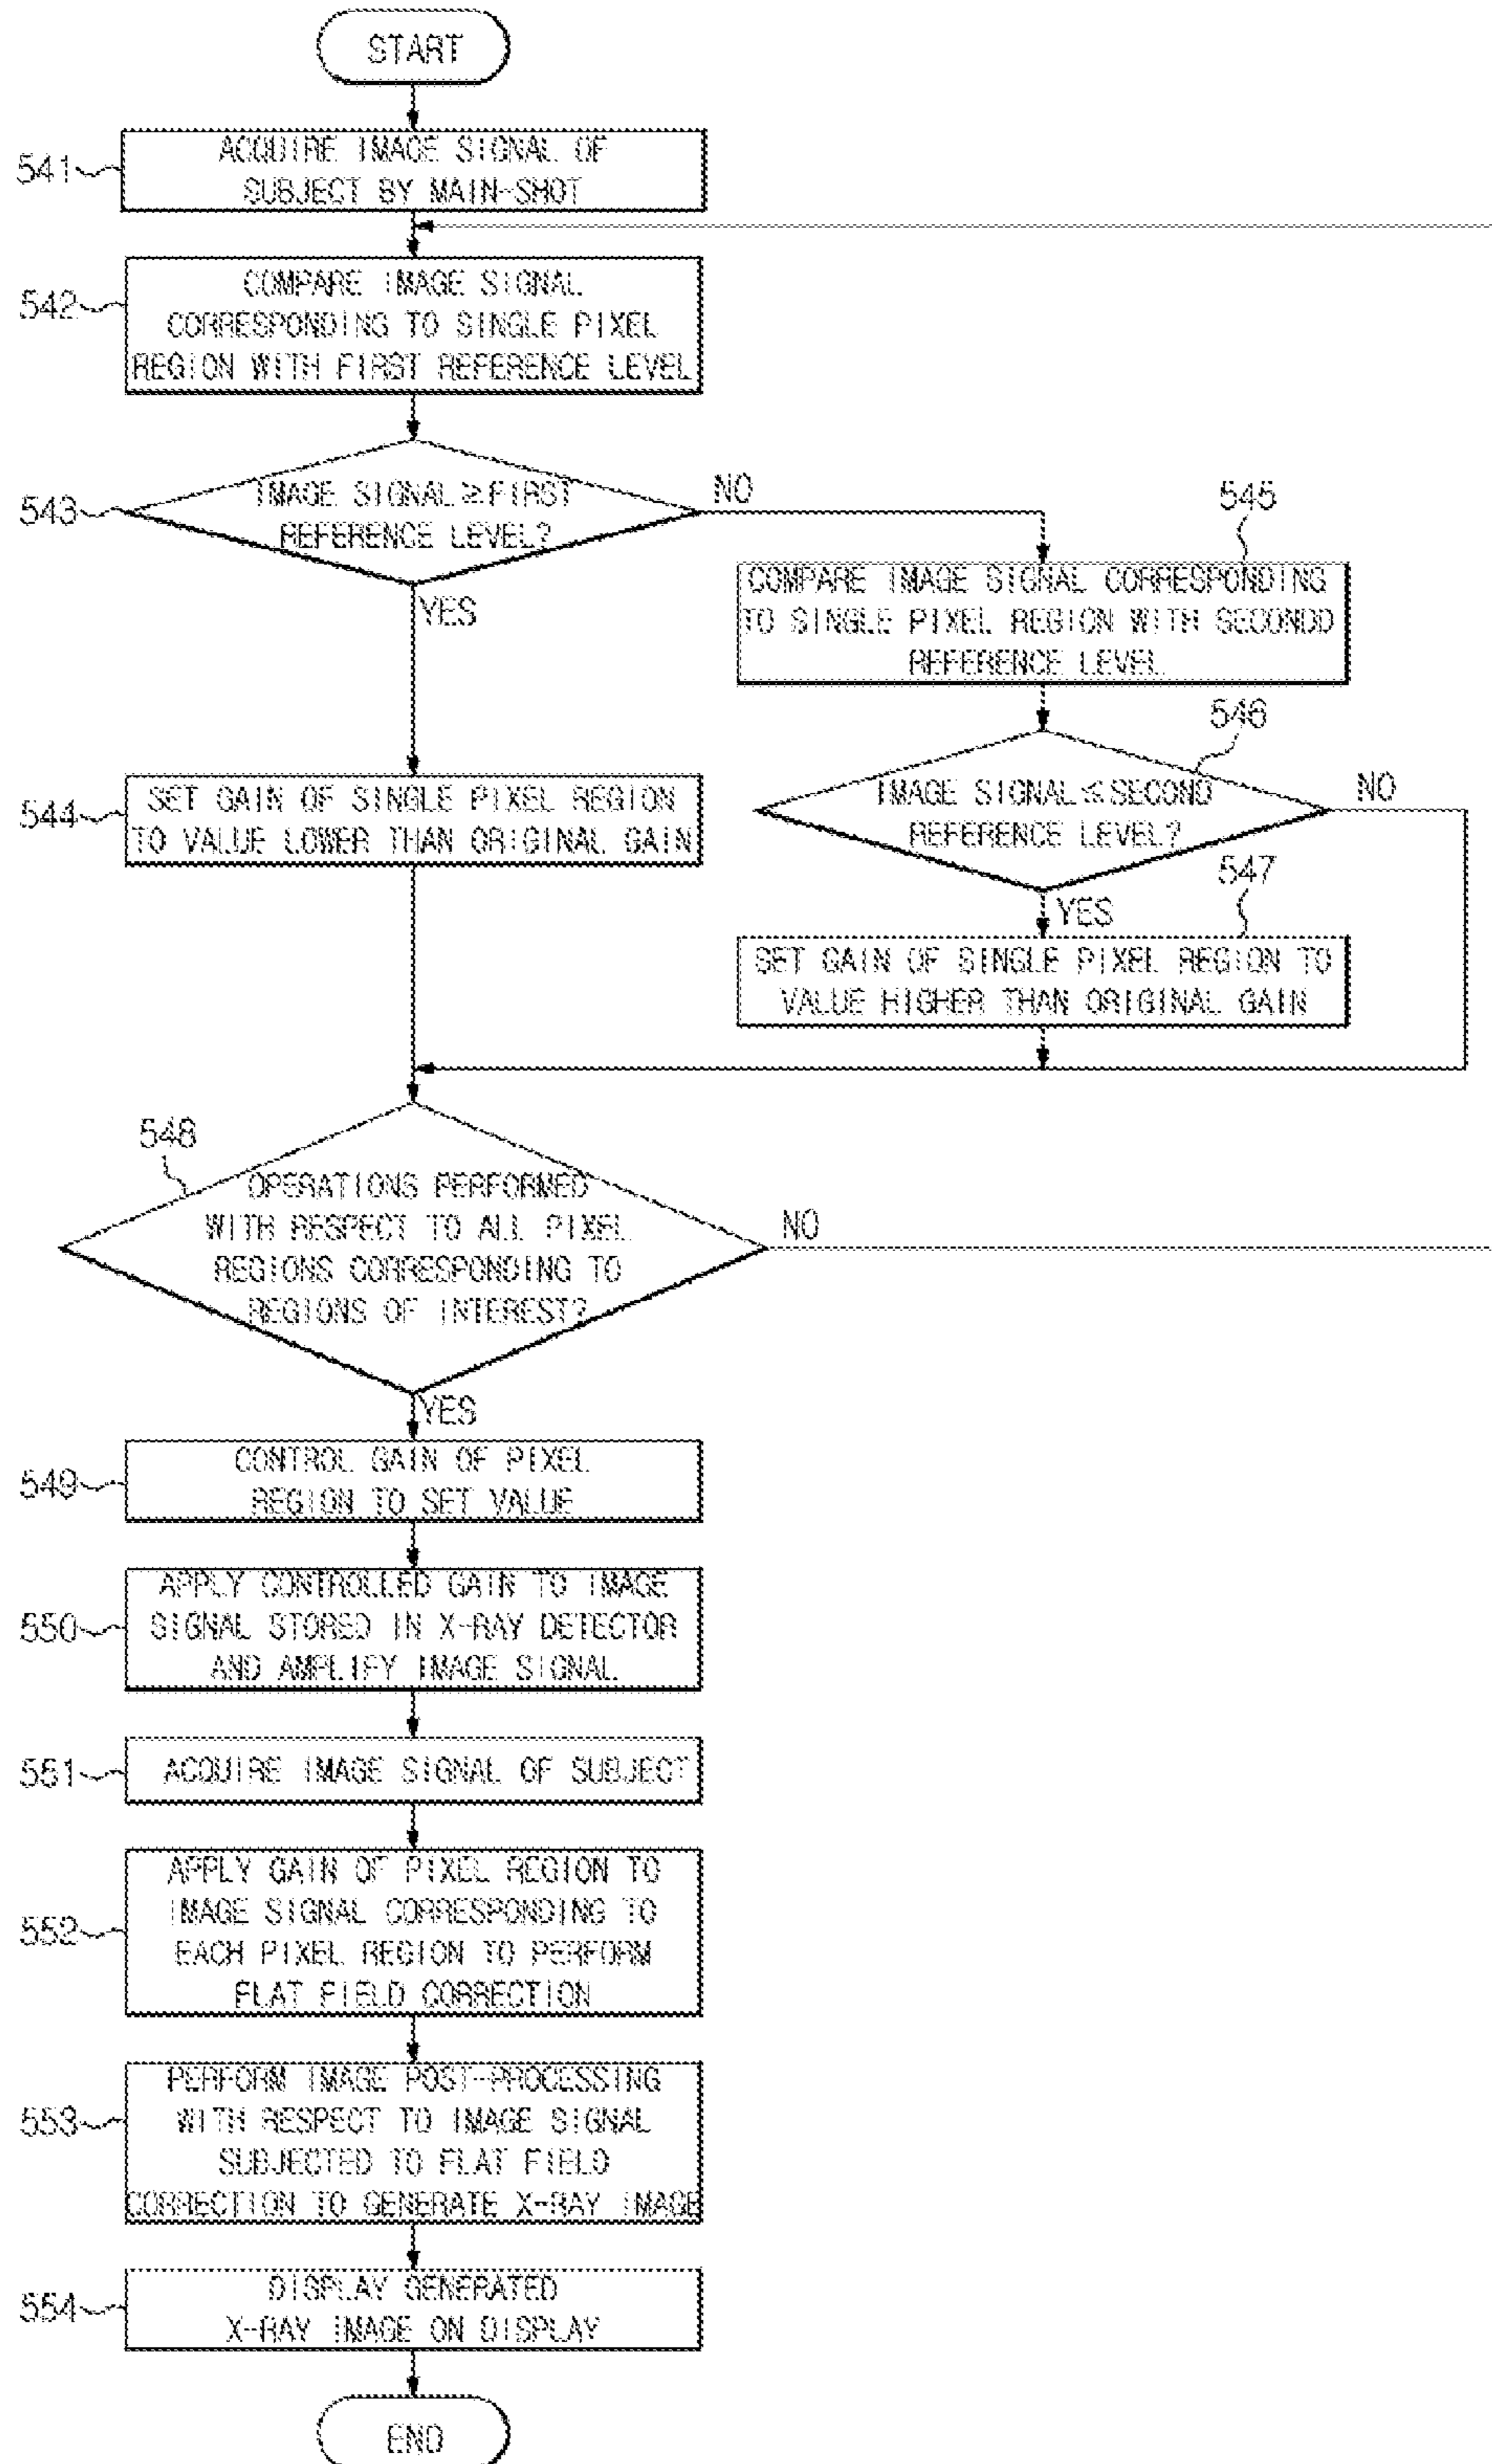 START
541
ACQUIRE IMAGE SIGNAL OF
SUBJECT BY MAIN-SHOT
542
COMPARE IMAGE SIGNAL
CORRESPONDING TO SINGLE PIXEL
REGION WITH FIRST REFERENCE LEVEL
543
IMAGE SIGNAL ≥ FIRST
REFERENCE LEVEL?
NO
YES
545
COMPARE IMAGE SIGNAL CORRESPONDING
TO SINGLE PIXEL REGION WITH SECONDD
REFERENCE LEVEL
546
IMAGE SIGNAL ≤ SECOND
REFERENCE LEVEL?
NO
YES
544
SET GAIN OF SINGLE PIXEL REGION
TO VALUE LOWER THAN ORIGINAL GAIN
547
SET GAIN OF SINGLE PIXEL REGION TO
VALUE HIGHER THAN ORIGINAL GAIN
548
OPERATIONS PERFORMED
WITH RESPECT TO ALL PIXEL
REGIONS CORRESPONDING TO
REGIONS OF INTEREST?
NO
YES
549
CONTROL GAIN OF PIXEL
REGION TO SET VALUE
550
APPLY CONTROLLED GAIN TO IMAGE
SIGNAL STORED IN X-RAY DETECTOR
AND AMPLIFY IMAGE SIGNAL
551
ACQUIRE IMAGE SIGNAL OF SUBJECT
552
APPLY GAIN OF PIXEL REGION TO
IMAGE SIGNAL CORRESPONDING TO
EACH PIXEL REGION TO PERFORM
FLAT FIELD CORRECTION
553
PERFORM IMAGE POST-PROCESSING
WITH RESPECT TO IMAGE SIGNAL
SUBJECTED TO FLAT FIELD
CORRECTION TO GENERATE X-RAY IMAGE
554
DISPLAY GENERATED
X-RAY IMAGE ON DISPLAY
END